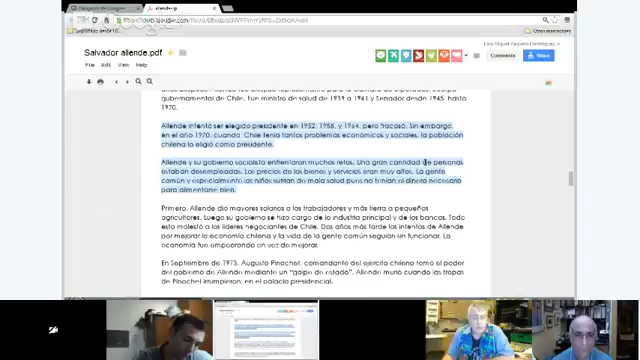 Salvador allende.pdf
File Edit View Help
Comments
Share
gubernamental de Chile, fue ministro de salud de 1939 a 1941 y Senador desde 1945 hasta
1970.
Allende intentó ser elegido presidente en 1952, 1958, y 1964, pero fracasó. Sin embargo,
en el año 1970, cuando Chile tenía tantos problemas económicos y sociales, la población
chilena lo eligió como presidente.
Allende y su gobierno socialista enfrentaron muchos retos. Una gran cantidad de personas
estaban desempleadas. Los precios de los bienes y servicios eran muy altos. La gente
común y especialmente los niños sufrían de mala salud pues no tenían el dinero necesario
para alimentarse bien.
Primero, Allende dio mayores salarios a los trabajadores y más tierra a pequeños
agricultores. Luego su gobierno se hizo cargo de la industria principal y de los bancos. Todo
esto molestó a los líderes negociantes de Chile. Dos años más tarde los intentos de Allende
por mejorar la economía chilena y la vida de la gente común seguían sin funcionar. La
economía fue empeorando en vez de mejorar.
En Septiembre de 1973, Augusto Pinochet, comandante del ejército chileno tomo el poder
del gobierno de Allende mediante un "golpe de estado". Allende murió cuando las tropas
de Pinochet irrumpieron en el palacio presidencial.